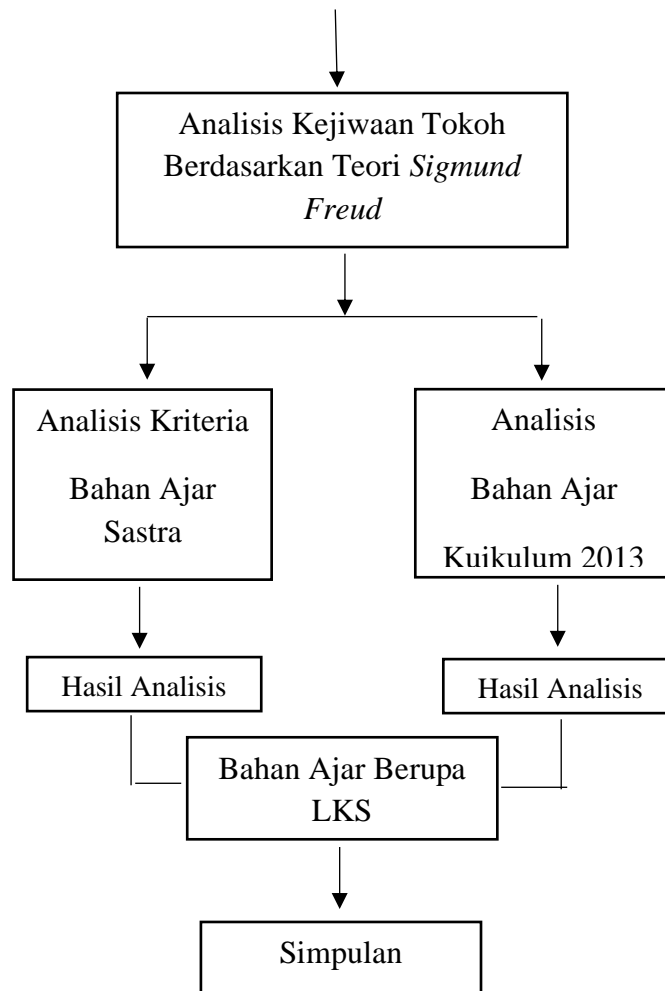 Analisis Kejiwaan Tokoh
Berdasarkan Teori Sigmund
Freud
Analisis Kriteria
Bahan Ajar
Sastra
Analisis
Bahan Ajar
Kuikulum 2013
Hasil Analisis
Hasil Analisis
Bahan Ajar Berupa
LKS
Simpulan